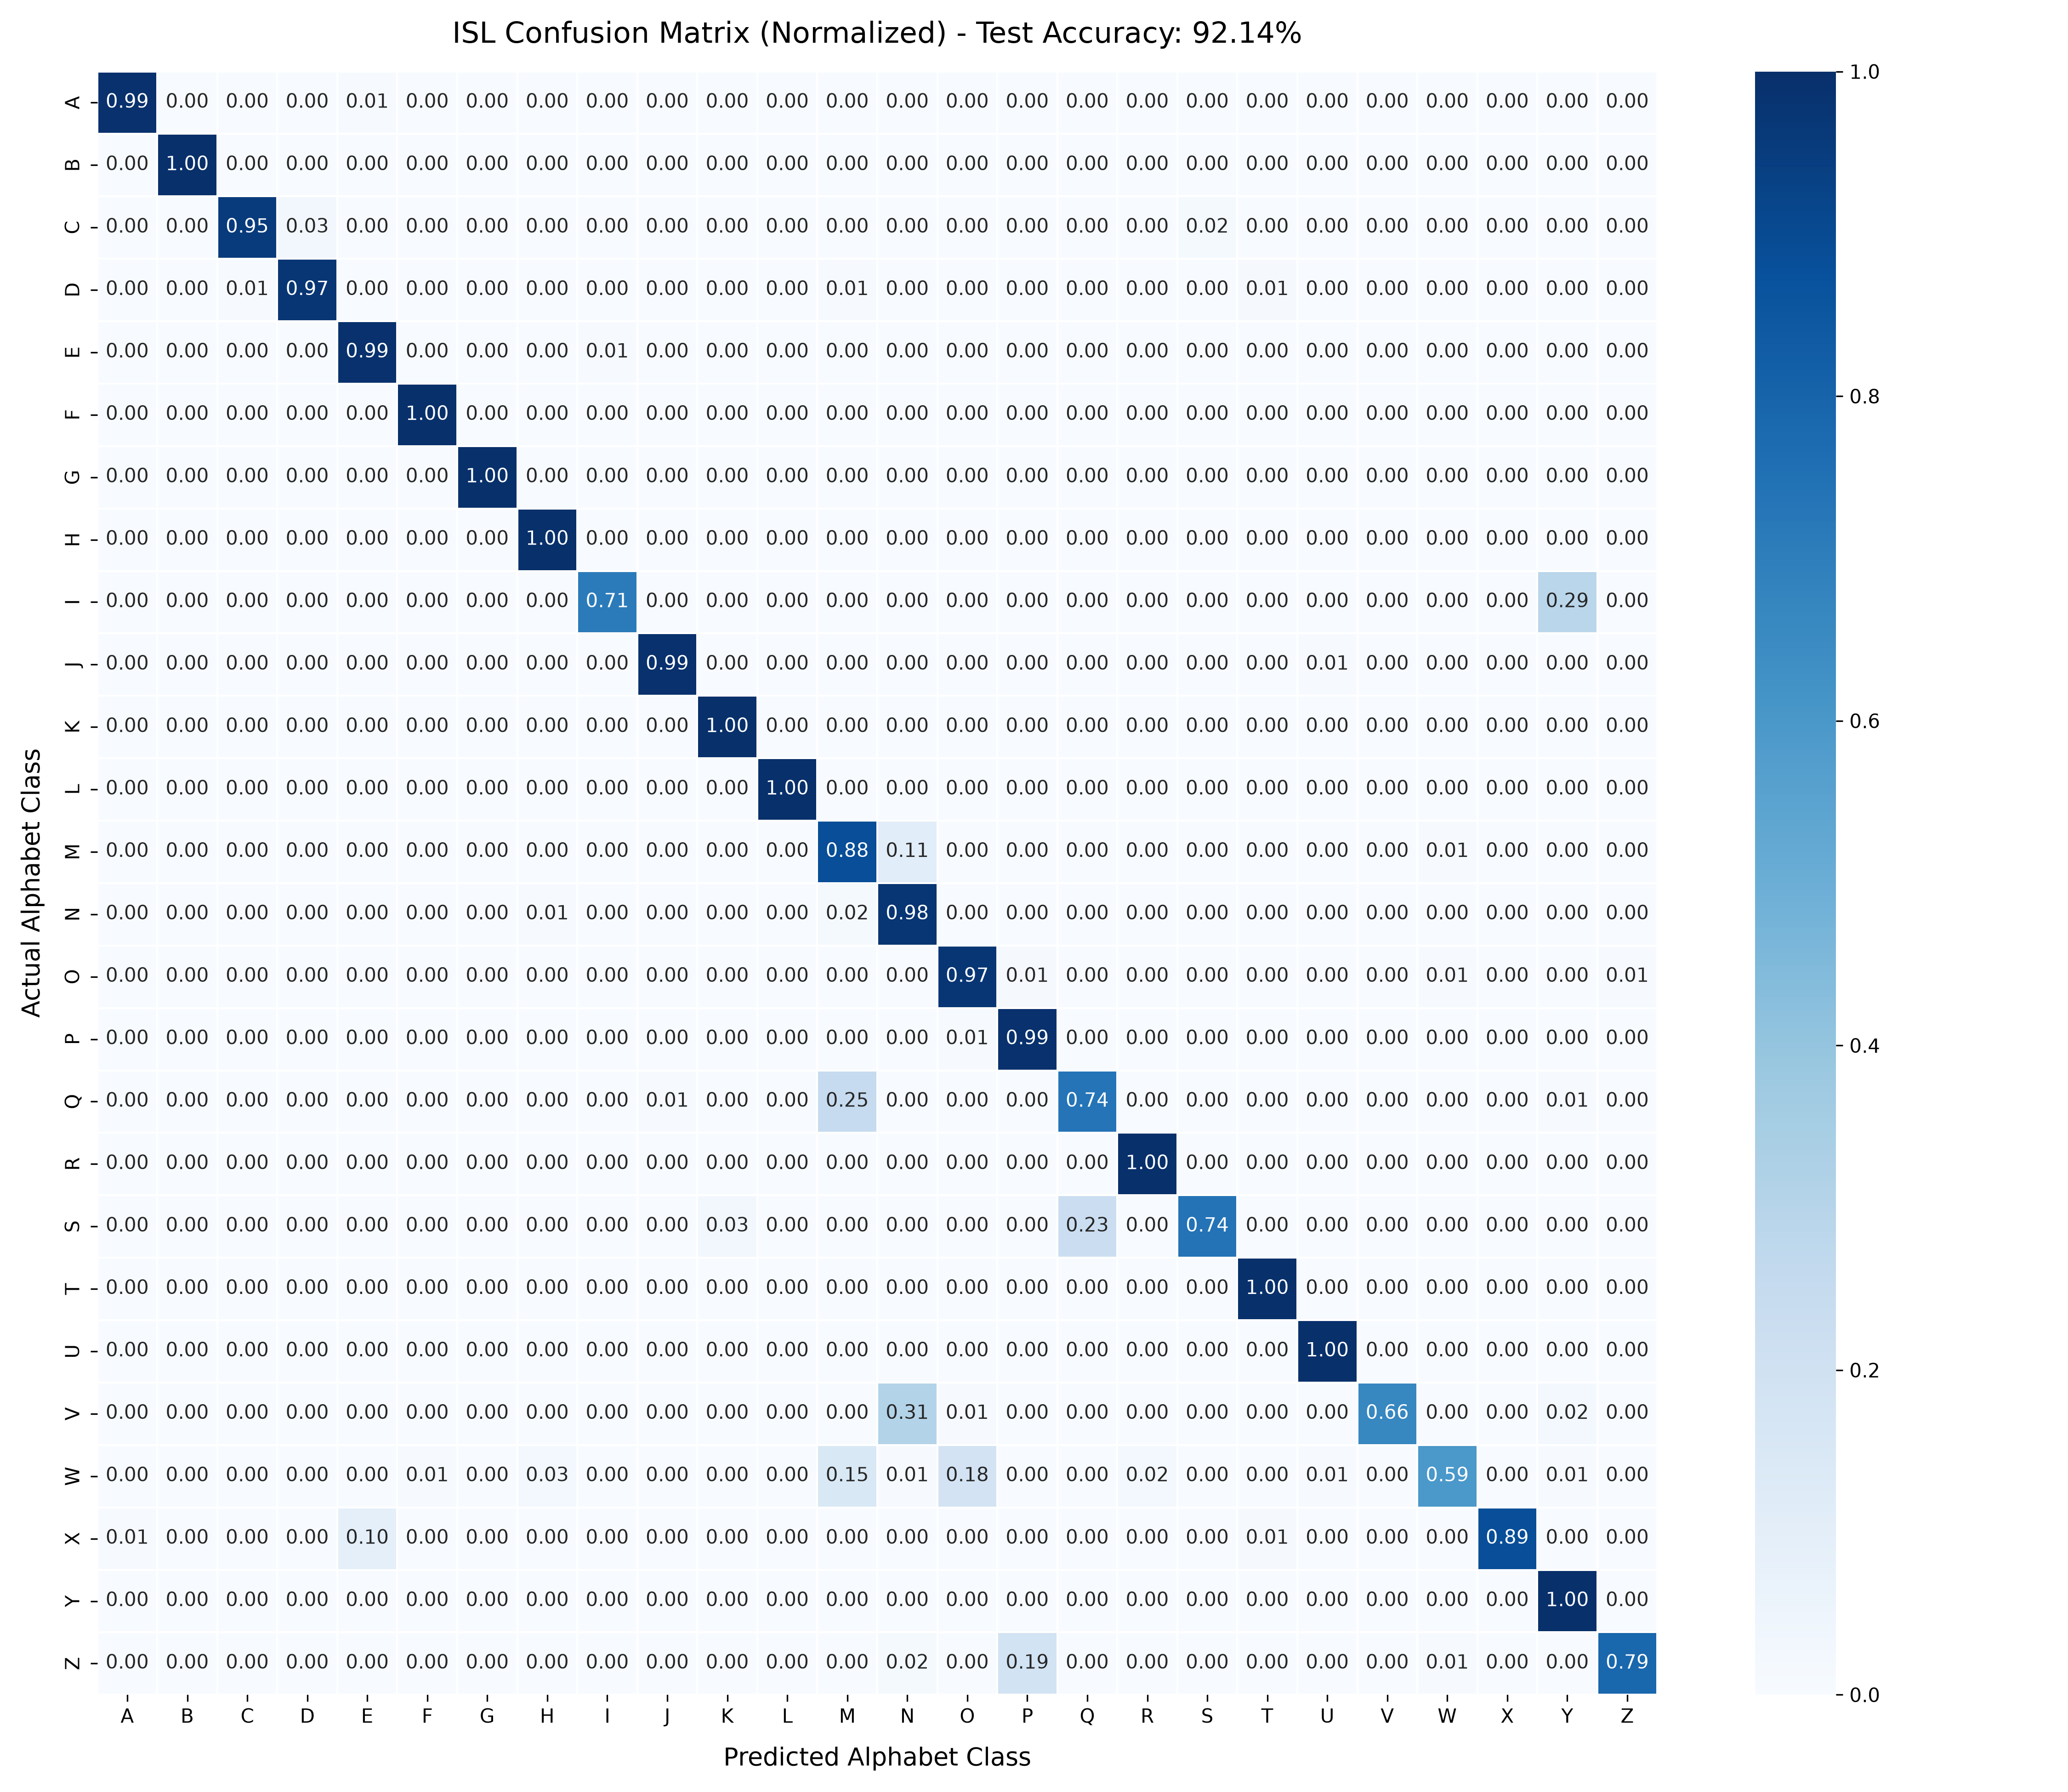 ISL Confusion Matrix (Normalized) - Test Accuracy: 92.14%
A 0.99 0.00 0.00 0.00 0.01 0.00 0.00 0.00 0.00 0.00 0.00 0.00 0.00 0.00 0.00 0.00 0.00 0.00 0.00 0.00 0.00 0.00 0.00 0.00 0.00 0.00
B 0.00 1.00 0.00 0.00 0.00 0.00 0.00 0.00 0.00 0.00 0.00 0.00 0.00 0.00 0.00 0.00 0.00 0.00 0.00 0.00 0.00 0.00 0.00 0.00 0.00 0.00
C 0.00 0.00 0.95 0.03 0.00 0.00 0.00 0.00 0.00 0.00 0.00 0.00 0.00 0.00 0.00 0.00 0.00 0.00 0.02 0.00 0.00 0.00 0.00 0.00 0.00 0.00
D 0.00 0.00 0.01 0.97 0.00 0.00 0.00 0.00 0.00 0.00 0.00 0.00 0.01 0.00 0.00 0.00 0.00 0.00 0.00 0.01 0.00 0.00 0.00 0.00 0.00 0.00
E 0.00 0.00 0.00 0.00 0.99 0.00 0.00 0.00 0.01 0.00 0.00 0.00 0.00 0.00 0.00 0.00 0.00 0.00 0.00 0.00 0.00 0.00 0.00 0.00 0.00 0.00
F 0.00 0.00 0.00 0.00 0.00 1.00 0.00 0.00 0.00 0.00 0.00 0.00 0.00 0.00 0.00 0.00 0.00 0.00 0.00 0.00 0.00 0.00 0.00 0.00 0.00 0.00
G 0.00 0.00 0.00 0.00 0.00 0.00 1.00 0.00 0.00 0.00 0.00 0.00 0.00 0.00 0.00 0.00 0.00 0.00 0.00 0.00 0.00 0.00 0.00 0.00 0.00 0.00
H 0.00 0.00 0.00 0.00 0.00 0.00 0.00 1.00 0.00 0.00 0.00 0.00 0.00 0.00 0.00 0.00 0.00 0.00 0.00 0.00 0.00 0.00 0.00 0.00 0.00 0.00
I 0.00 0.00 0.00 0.00 0.00 0.00 0.00 0.00 0.71 0.00 0.00 0.00 0.00 0.00 0.00 0.00 0.00 0.00 0.00 0.00 0.00 0.00 0.00 0.00 0.29 0.00
J 0.00 0.00 0.00 0.00 0.00 0.00 0.00 0.00 0.00 0.99 0.00 0.00 0.00 0.00 0.00 0.00 0.00 0.00 0.00 0.00 0.01 0.00 0.00 0.00 0.00 0.00
K 0.00 0.00 0.00 0.00 0.00 0.00 0.00 0.00 0.00 0.00 1.00 0.00 0.00 0.00 0.00 0.00 0.00 0.00 0.00 0.00 0.00 0.00 0.00 0.00 0.00 0.00
L 0.00 0.00 0.00 0.00 0.00 0.00 0.00 0.00 0.00 0.00 0.00 1.00 0.00 0.00 0.00 0.00 0.00 0.00 0.00 0.00 0.00 0.00 0.00 0.00 0.00 0.00
M 0.00 0.00 0.00 0.00 0.00 0.00 0.00 0.00 0.00 0.00 0.00 0.00 0.88 0.11 0.00 0.00 0.00 0.00 0.00 0.00 0.00 0.00 0.01 0.00 0.00 0.00
N 0.00 0.00 0.00 0.00 0.00 0.00 0.00 0.01 0.00 0.00 0.00 0.00 0.02 0.98 0.00 0.00 0.00 0.00 0.00 0.00 0.00 0.00 0.00 0.00 0.00 0.00
O 0.00 0.00 0.00 0.00 0.00 0.00 0.00 0.00 0.00 0.00 0.00 0.00 0.00 0.00 0.97 0.01 0.00 0.00 0.00 0.00 0.00 0.00 0.01 0.00 0.00 0.01
P 0.00 0.00 0.00 0.00 0.00 0.00 0.00 0.00 0.00 0.00 0.00 0.00 0.00 0.00 0.01 0.99 0.00 0.00 0.00 0.00 0.00 0.00 0.00 0.00 0.00 0.00
Q 0.00 0.00 0.00 0.00 0.00 0.00 0.00 0.00 0.00 0.01 0.00 0.00 0.25 0.00 0.00 0.00 0.74 0.00 0.00 0.00 0.00 0.00 0.00 0.00 0.01 0.00
R 0.00 0.00 0.00 0.00 0.00 0.00 0.00 0.00 0.00 0.00 0.00 0.00 0.00 0.00 0.00 0.00 0.00 1.00 0.00 0.00 0.00 0.00 0.00 0.00 0.00 0.00
S 0.00 0.00 0.00 0.00 0.00 0.00 0.00 0.00 0.00 0.00 0.03 0.00 0.00 0.00 0.00 0.00 0.23 0.00 0.74 0.00 0.00 0.00 0.00 0.00 0.00 0.00
T 0.00 0.00 0.00 0.00 0.00 0.00 0.00 0.00 0.00 0.00 0.00 0.00 0.00 0.00 0.00 0.00 0.00 0.00 0.00 1.00 0.00 0.00 0.00 0.00 0.00 0.00
U 0.00 0.00 0.00 0.00 0.00 0.00 0.00 0.00 0.00 0.00 0.00 0.00 0.00 0.00 0.00 0.00 0.00 0.00 0.00 0.00 1.00 0.00 0.00 0.00 0.00 0.00
V 0.00 0.00 0.00 0.00 0.00 0.00 0.00 0.00 0.00 0.00 0.00 0.00 0.00 0.31 0.01 0.00 0.00 0.00 0.00 0.00 0.00 0.66 0.00 0.00 0.02 0.00
W 0.00 0.00 0.00 0.00 0.00 0.01 0.00 0.03 0.00 0.00 0.00 0.00 0.15 0.01 0.18 0.00 0.00 0.02 0.00 0.00 0.01 0.00 0.59 0.00 0.01 0.00
X 0.01 0.00 0.00 0.00 0.10 0.00 0.00 0.00 0.00 0.00 0.00 0.00 0.00 0.00 0.00 0.00 0.00 0.00 0.00 0.01 0.00 0.00 0.00 0.89 0.00 0.00
Y 0.00 0.00 0.00 0.00 0.00 0.00 0.00 0.00 0.00 0.00 0.00 0.00 0.00 0.00 0.00 0.00 0.00 0.00 0.00 0.00 0.00 0.00 0.00 0.00 1.00 0.00
Z 0.00 0.00 0.00 0.00 0.00 0.00 0.00 0.00 0.00 0.00 0.00 0.00 0.00 0.02 0.00 0.19 0.00 0.00 0.00 0.00 0.00 0.00 0.01 0.00 0.00 0.79
A B C D E F G H I J K L M N O P Q R S T U V W X Y Z
Predicted Alphabet Class
Actual Alphabet Class
1.0
0.8
0.6
0.4
0.2
0.0